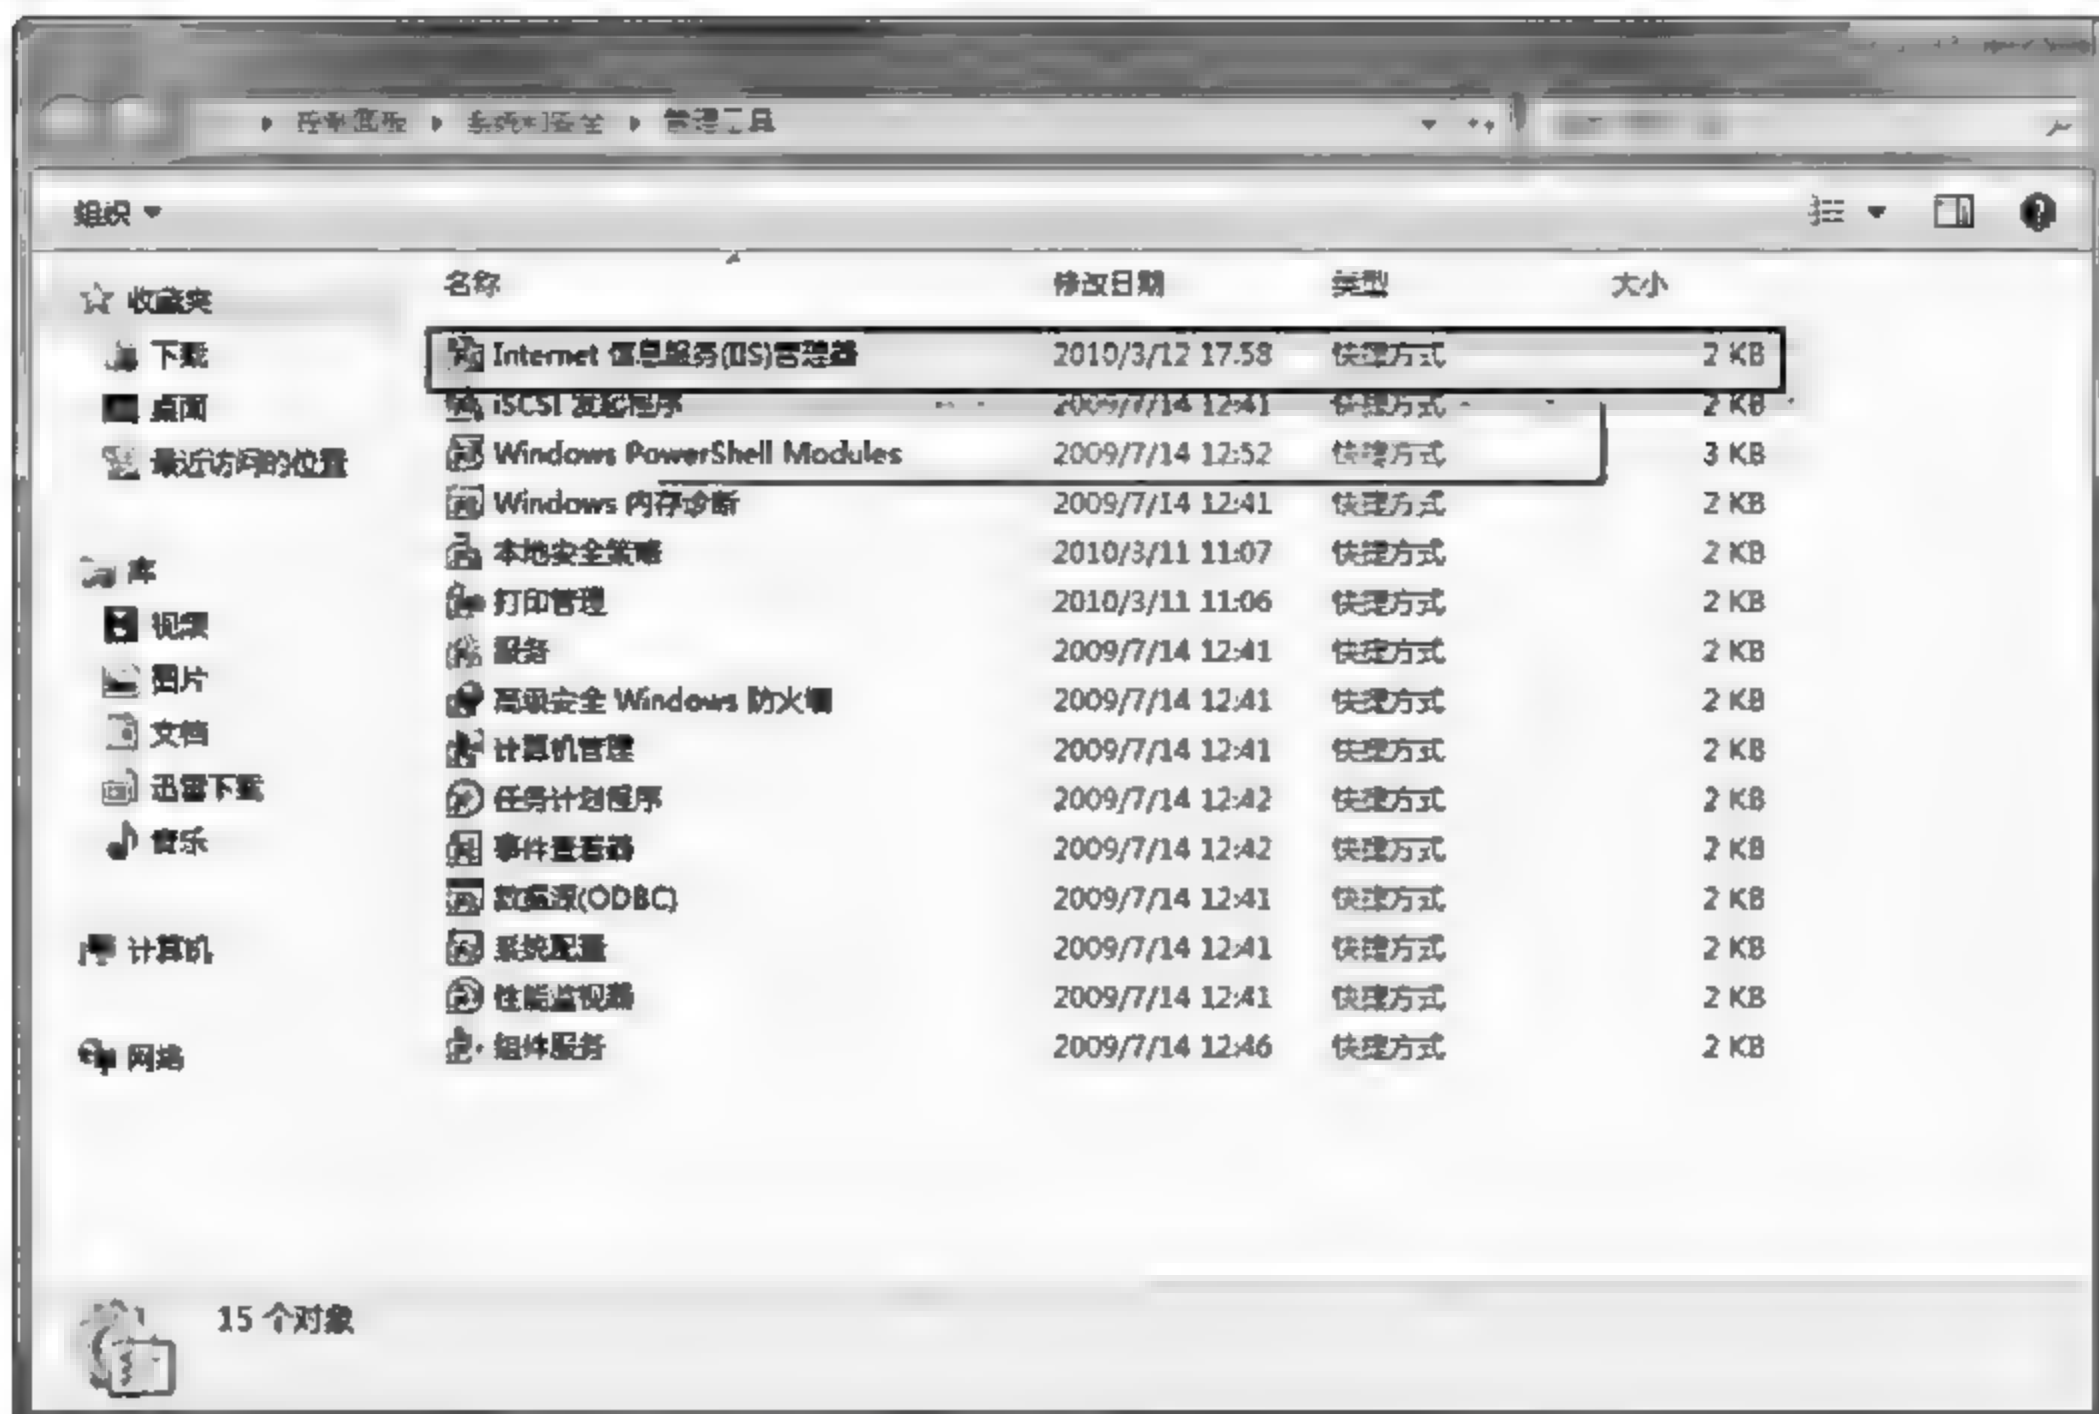 控制面板 ▸ 系统和安全 ▸ 管理工具
组织
名称 修改日期 类型 大小
收藏夹
下载
桌面
最近访问的位置
库
视频
图片
文档
迅雷下载
音乐
计算机
网络
Internet 信息服务(IIS)管理器 2010/3/12 17:58 快捷方式 2 KB
iSCSI 发起程序 2009/7/14 12:41 快捷方式 2 KB
Windows PowerShell Modules 2009/7/14 12:52 快捷方式 3 KB
Windows 内存诊断 2009/7/14 12:41 快捷方式 2 KB
本地安全策略 2010/3/11 11:07 快捷方式 2 KB
打印管理 2010/3/11 11:06 快捷方式 2 KB
服务 2009/7/14 12:41 快捷方式 2 KB
高级安全 Windows 防火墙 2009/7/14 12:41 快捷方式 2 KB
计算机管理 2009/7/14 12:41 快捷方式 2 KB
任务计划程序 2009/7/14 12:42 快捷方式 2 KB
事件查看器 2009/7/14 12:42 快捷方式 2 KB
数据源(ODBC) 2009/7/14 12:41 快捷方式 2 KB
系统配置 2009/7/14 12:41 快捷方式 2 KB
性能监视器 2009/7/14 12:41 快捷方式 2 KB
组件服务 2009/7/14 12:46 快捷方式 2 KB
15 个对象